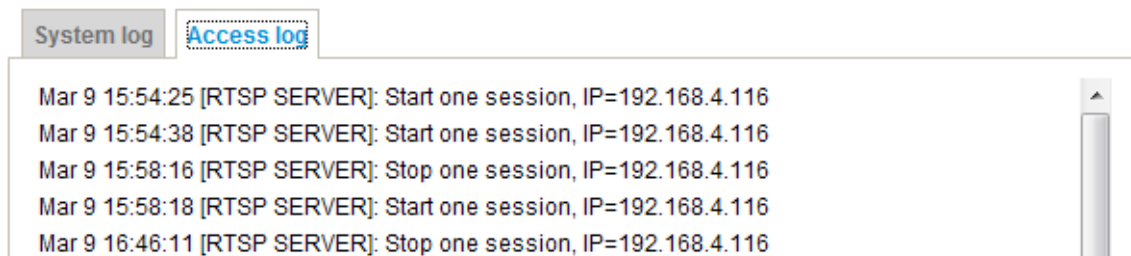 System log Access log
Mar 9 15:54:25 [RTSP SERVER]: Start one session, IP=192.168.4.116
Mar 9 15:54:38 [RTSP SERVER]: Start one session, IP=192.168.4.116
Mar 9 15:58:16 [RTSP SERVER]: Stop one session, IP=192.168.4.116
Mar 9 15:58:18 [RTSP SERVER]: Start one session, IP=192.168.4.116
Mar 9 16:46:11 [RTSP SERVER]: Stop one session, IP=192.168.4.116